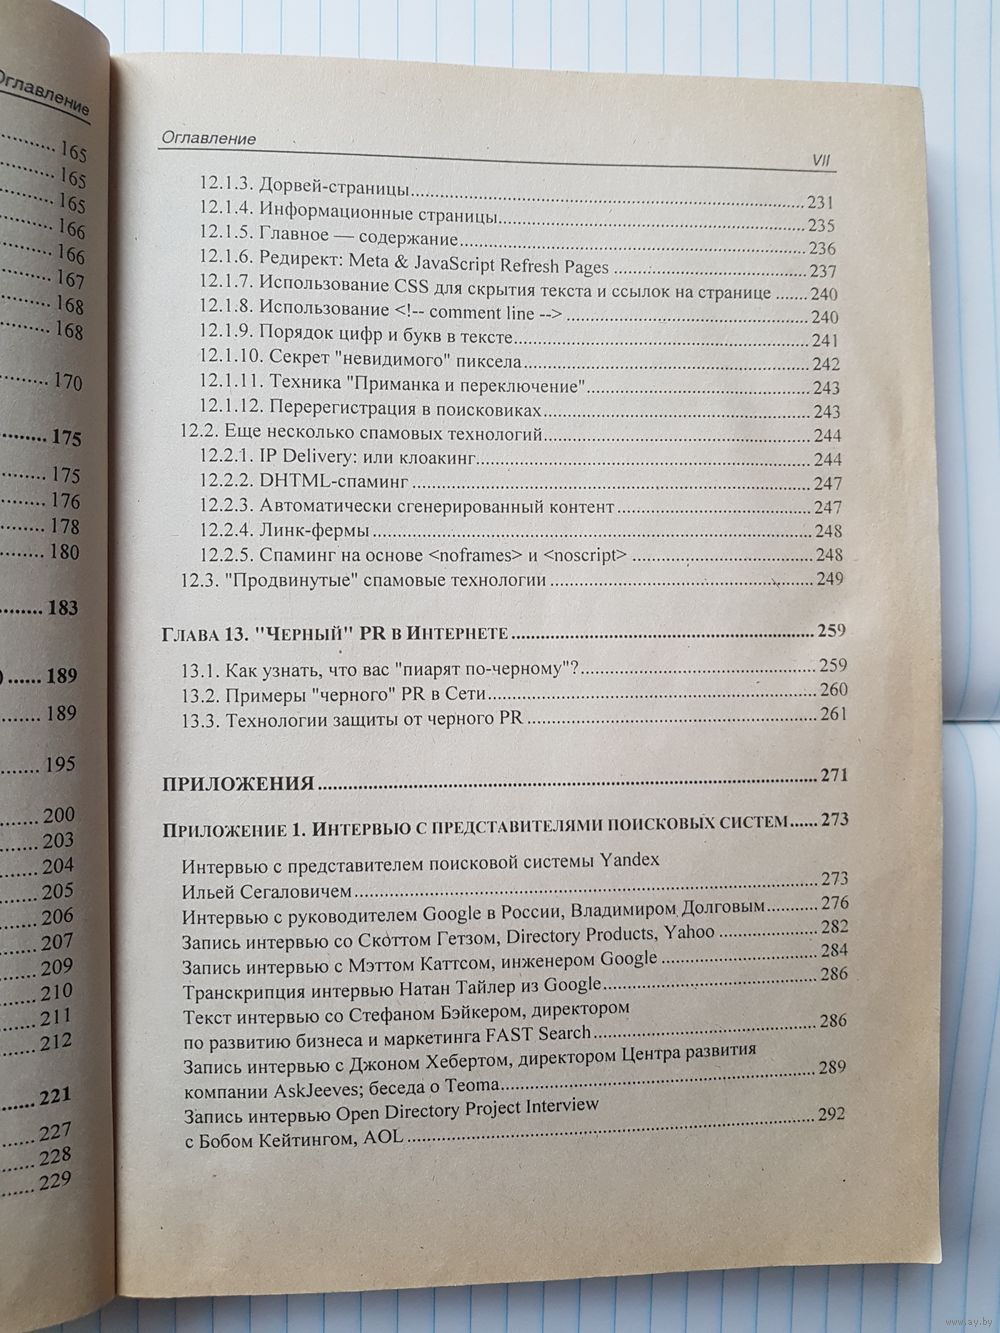 Оглавление
165
165
165
166
166
167
168
168
170
175
175
176
178
180
183
) ...... 189
189
195
200
203
204
205
206
207
209
210
211
212
221
227
228
229
Оглавление VII
12.1.3. Дорвей-страницы 231
12.1.4. Информационные страницы 235
12.1.5. Главное — содержание 236
12.1.6. Редирект: Meta & JavaScript Refresh Pages 237
12.1.7. Использование CSS для скрытия текста и ссылок на странице 240
12.1.8. Использование <!-- comment line --> 240
12.1.9. Порядок цифр и букв в тексте 241
12.1.10. Секрет "невидимого" пиксела 242
12.1.11. Техника "Приманка и переключение" 243
12.1.12. Перерегистрация в поисковиках 243
12.2. Еще несколько спамовых технологий 244
12.2.1. IP Delivery: или клоакинг 244
12.2.2. DHTML-спаминг 247
12.2.3. Автоматически сгенерированный контент 247
12.2.4. Линк-фермы 248
12.2.5. Спаминг на основе <noframes> и <noscript> 248
12.3. "Продвинутые" спамовые технологии 249
ГЛАВА 13. "ЧЕРНЫЙ" PR В ИНТЕРНЕТЕ 259
13.1. Как узнать, что вас "пиарят по-черному"? 259
13.2. Примеры "черного" PR в Сети 260
13.3. Технологии защиты от черного PR 261
ПРИЛОЖЕНИЯ 271
ПРИЛОЖЕНИЕ 1. ИНТЕРВЬЮ С ПРЕДСТАВИТЕЛЯМИ ПОИСКОВЫХ СИСТЕМ 273
Интервью с представителем поисковой системы Yandex
Ильей Сегаловичем 273
Интервью с руководителем Google в России, Владимиром Долговым 276
Запись интервью со Скоттом Гетзом, Directory Products, Yahoo 282
Запись интервью с Мэттом Каттсом, инженером Google 284
Транскрипция интервью Натан Тайлер из Google 286
Текст интервью со Стефаном Бэйкером, директором
по развитию бизнеса и маркетинга FAST Search 286
Запись интервью с Джоном Хебертом, директором Центра развития
компании AskJeeves; беседа о Teoma 289
Запись интервью Open Directory Project Interview
с Бобом Кейтингом, AOL 292
www.ay.by